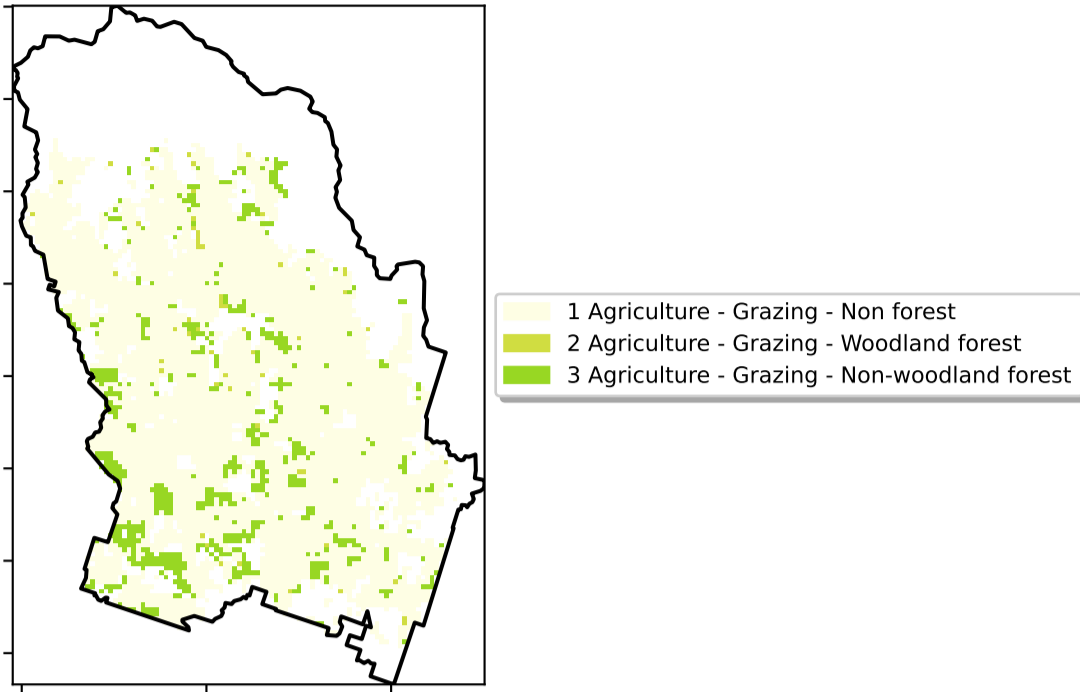 1 Agriculture - Grazing - Non forest
2 Agriculture - Grazing - Woodland forest
3 Agriculture - Grazing - Non-woodland forest